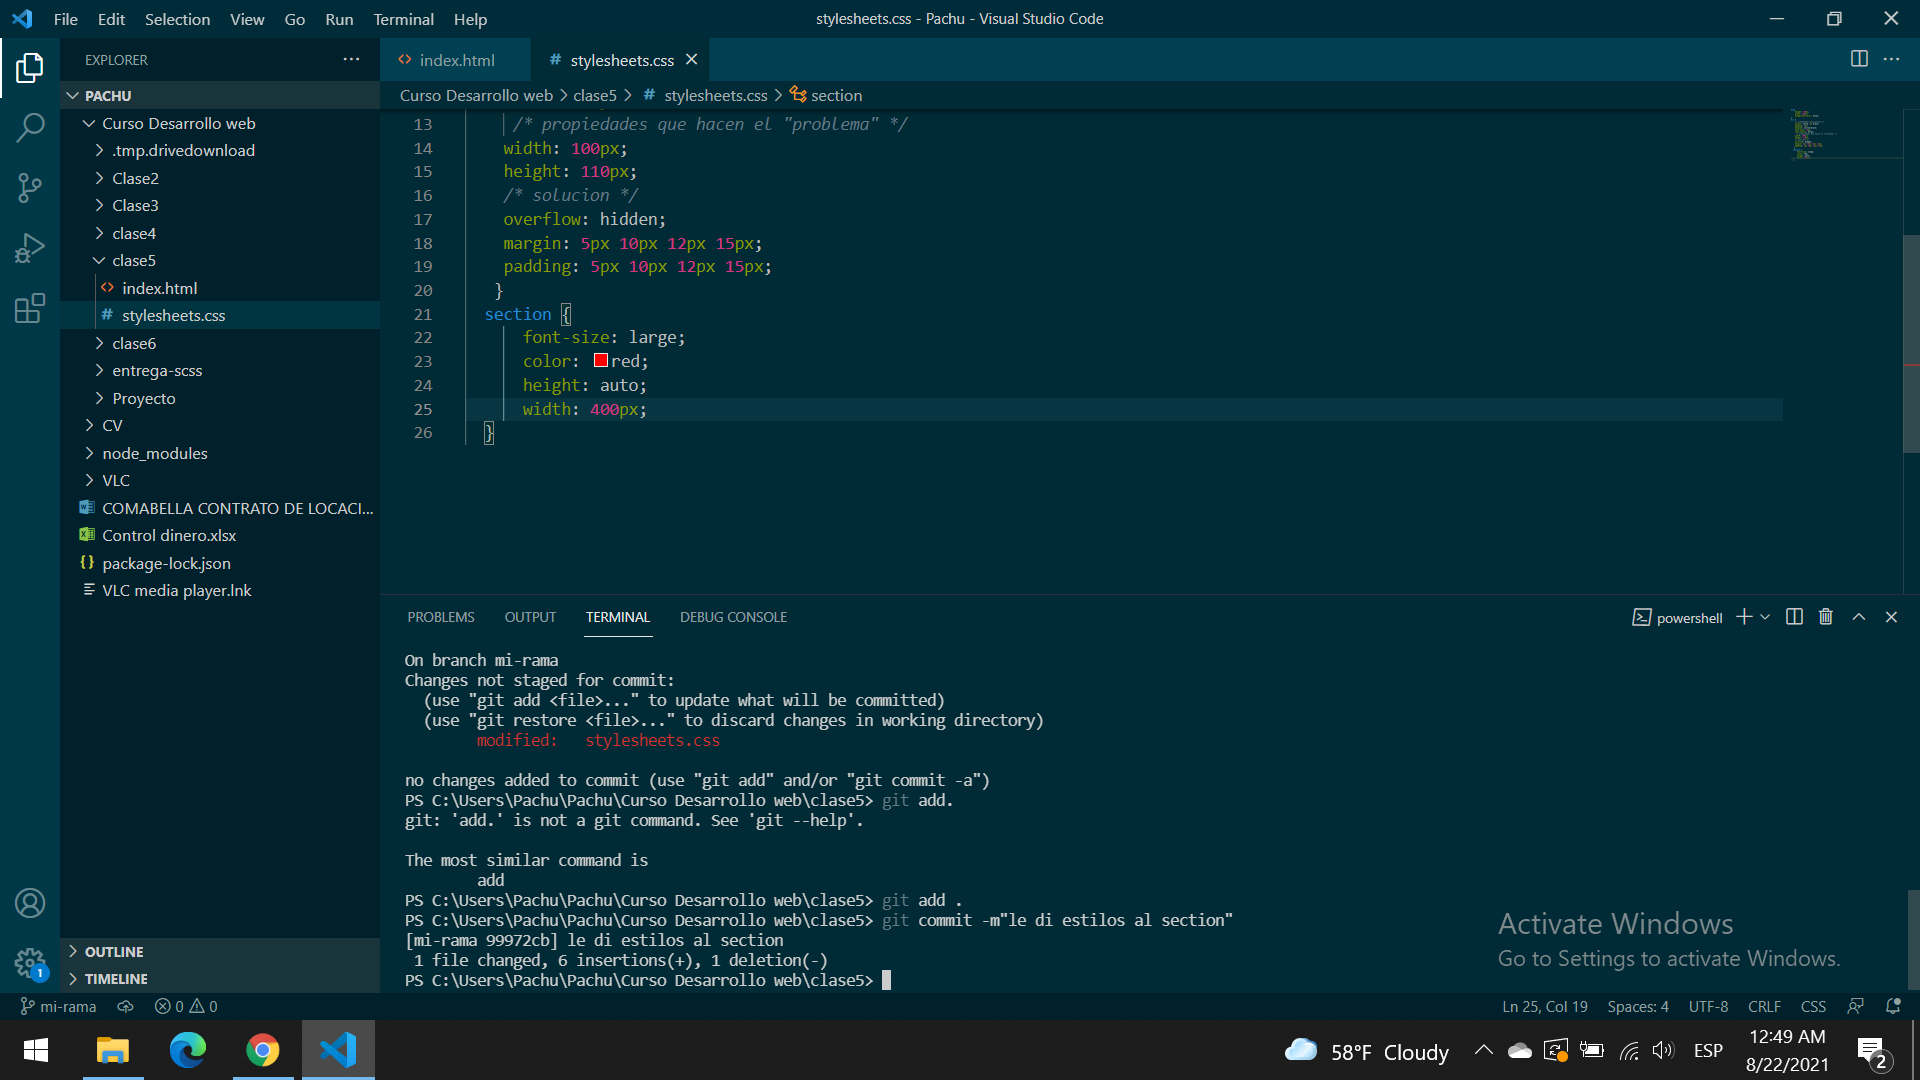 File Edit Selection View Go Run Terminal Help
stylesheets.css - Pachu - Visual Studio Code
EXPLORER
PACHU
Curso Desarrollo web
.tmp.drivedownload
Clase2
Clase3
clase4
clase5
index.html
stylesheets.css
clase6
entrega-scss
Proyecto
CV
node_modules
VLC
COMABELLA CONTRATO DE LOCACI...
Control dinero.xlsx
package-lock.json
VLC media player.lnk
OUTLINE
TIMELINE
index.html
stylesheets.css
Curso Desarrollo web > clase5 > # stylesheets.css > section
13 /* propiedades que hacen el "problema" */
14 width: 100px;
15 height: 110px;
16 /* solucion */
17 overflow: hidden;
18 margin: 5px 10px 12px 15px;
19 padding: 5px 10px 12px 15px;
20 }
21 section {
22 font-size: large;
23 color: red;
24 height: auto;
25 width: 400px;
26 }
PROBLEMS OUTPUT TERMINAL DEBUG CONSOLE
powershell
On branch mi-rama
Changes not staged for commit:
(use "git add <file>..." to update what will be committed)
(use "git restore <file>..." to discard changes in working directory)
modified: stylesheets.css
no changes added to commit (use "git add" and/or "git commit -a")
PS C:\Users\Pachu\Pachu\Curso Desarrollo web\clase5> git add.
git: 'add.' is not a git command. See 'git --help'.
The most similar command is
add
PS C:\Users\Pachu\Pachu\Curso Desarrollo web\clase5> git add .
PS C:\Users\Pachu\Pachu\Curso Desarrollo web\clase5> git commit -m"le di estilos al section"
[mi-rama 99972cb] le di estilos al section
1 file changed, 6 insertions(+), 1 deletion(-)
PS C:\Users\Pachu\Pachu\Curso Desarrollo web\clase5>
Activate Windows
Go to Settings to activate Windows.
1
mi-rama 0 0
Ln 25, Col 19 Spaces: 4 UTF-8 CRLF CSS
58°F Cloudy
ESP
12:49 AM
8/22/2021
2